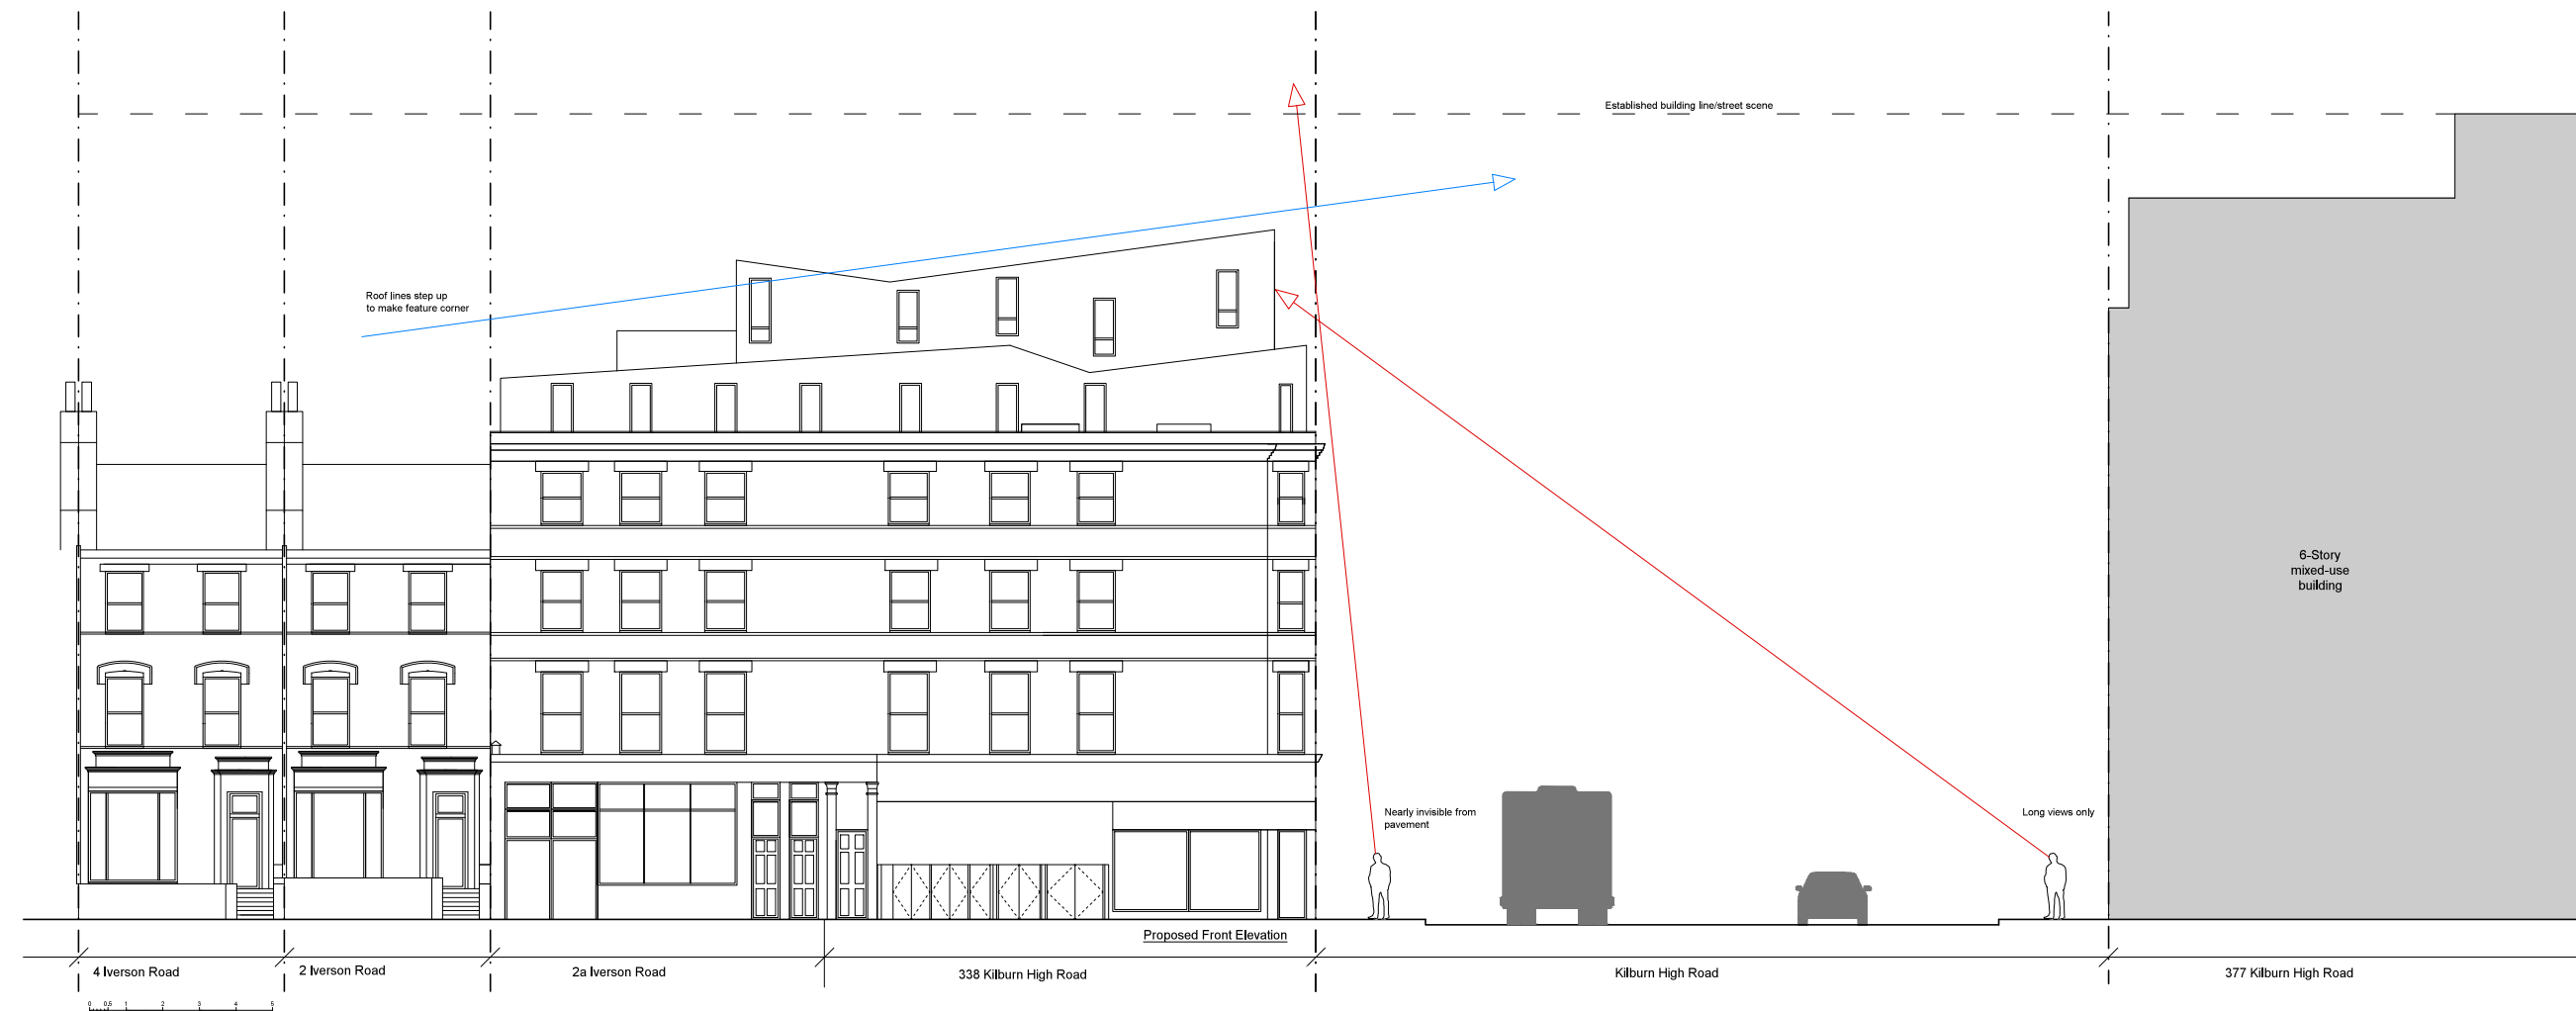 Established building line/street scene
Roof lines step up
to make feature corner
6-Story
mixed-use
building
Nearly invisible from
pavement
Long views only
Proposed Front Elevation
4 Iverson Road
2 Iverson Road
2a Iverson Road
338 Kilburn High Road
Kilburn High Road
377 Kilburn High Road
0 0.5 1 2 3 4 5